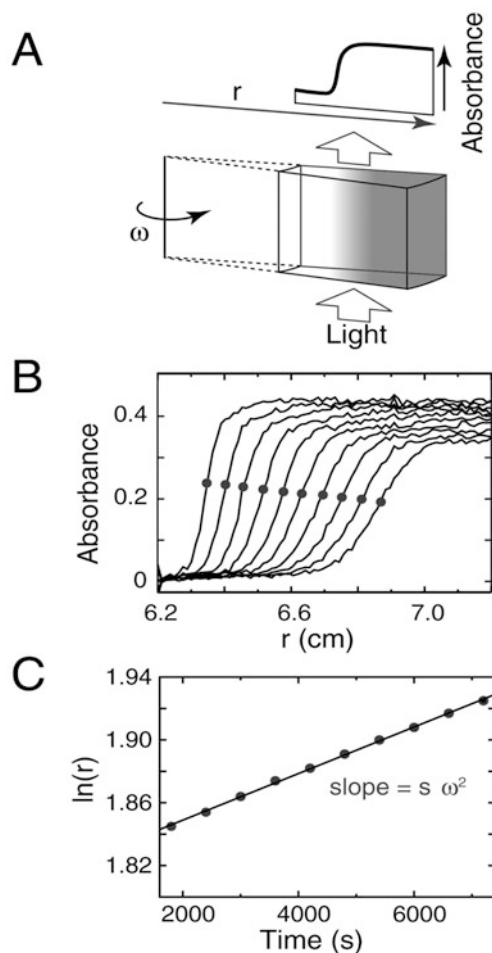 A
r
Absorbance
ω
Light
B
Absorbance
0.4
0.2
0
6.2 6.6 7.0
r (cm)
C
ln(r)
1.94
1.90
1.86
1.82
slope = s ω²
2000 4000 6000
Time (s)